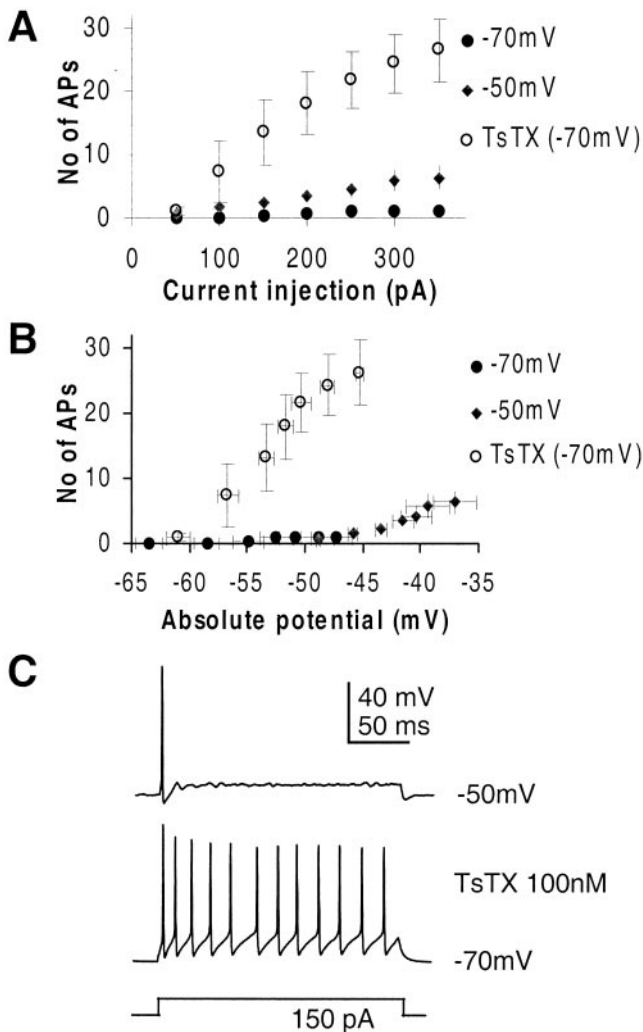 A
No of APs
30
20
10
0
0
100
200
300
Current injection (pA)
-70mV
-50mV
TsTX (-70mV)
B
No of APs
30
20
10
0
-65
-60
-55
-50
-45
-40
-35
Absolute potential (mV)
-70mV
-50mV
TsTX (-70mV)
C
40 mV
50 ms
-50mV
TsTX 100nM
-70mV
150 pA